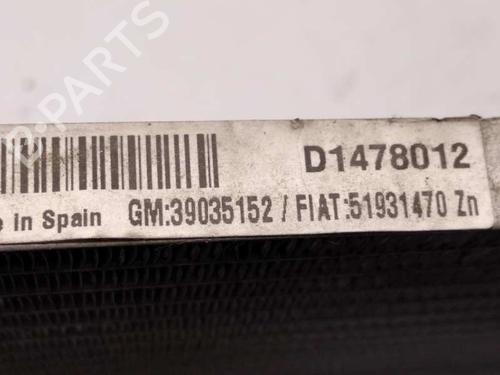 D1478012
in Spain GM:39035152 / FIAT:51931470 Zn
B-PARTS